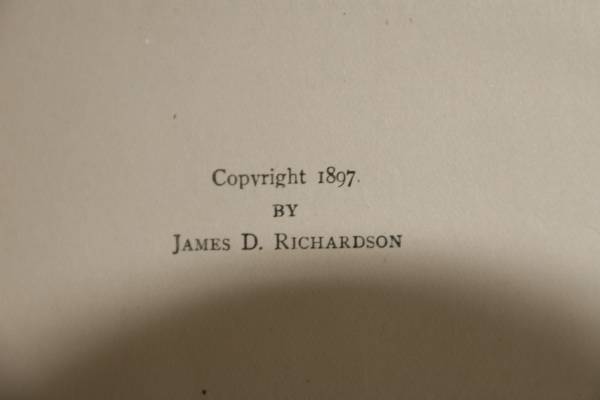 Copyright 1897.
BY
JAMES D. RICHARDSON